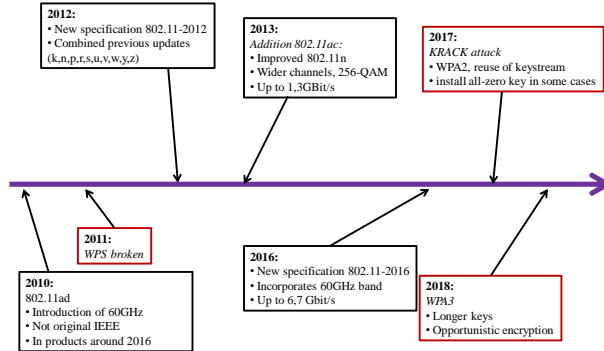 2012:
• New specification 802.11-2012
• Combined previous updates
(k,n,p,r,s,u,v,w,y,z)
2013:
Addition 802.11ac:
• Improved 802.11n
• Wider channels, 256-QAM
• Up to 1,3GBit/s
2017:
KRACK attack
• WPA2, reuse of keystream
• install all-zero key in some cases
2011:
WPS broken
2010:
802.11ad
• Introduction of 60GHz
• Not original IEEE
• In products around 2016
2016:
• New specification 802.11-2016
• Incorporates 60GHz band
• Up to 6,7 Gbit/s
2018:
WPA3
• Longer keys
• Opportunistic encryption